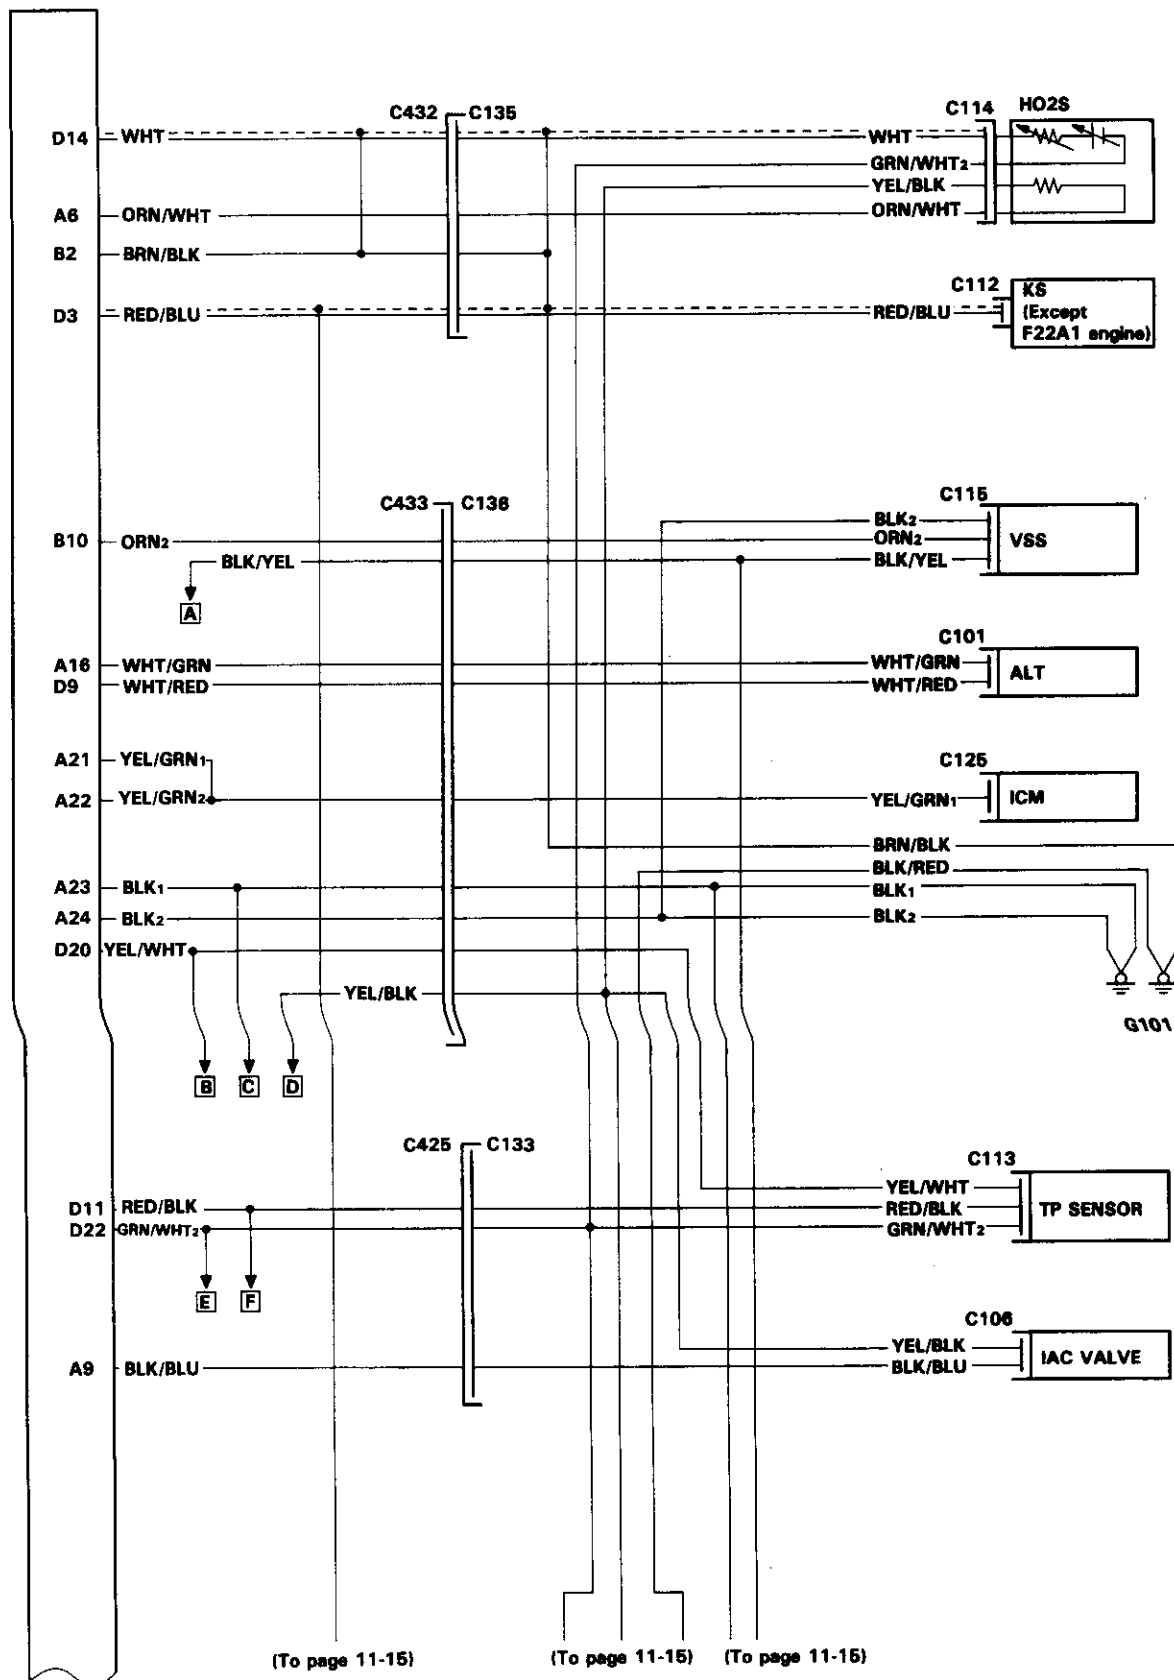 C432 C135 C114 HO2S
D14 WHT WHT
GRN/WHT2
YEL/BLK
A6 ORN/WHT ORN/WHT
B2 BRN/BLK
C112 KS
D3 RED/BLU RED/BLU (Except
F22A1 engine)
C433 C136 C115
BLK2
B10 ORN2 ORN2 VSS
BLK/YEL BLK/YEL
A
C101
A16 WHT/GRN WHT/GRN
ALT
D9 WHT/RED WHT/RED
A21 YEL/GRN1 C125
A22 YEL/GRN2 YEL/GRN1 ICM
BRN/BLK
BLK/RED
A23 BLK1 BLK1
A24 BLK2 BLK2
D20 YEL/WHT
YEL/BLK
G101
B C D
C425 C133 C113
YEL/WHT
D11 RED/BLK RED/BLK TP SENSOR
D22 GRN/WHT2 GRN/WHT2
E F
C106
YEL/BLK
IAC VALVE
A9 BLK/BLU BLK/BLU
(To page 11-15) (To page 11-15) (To page 11-15)